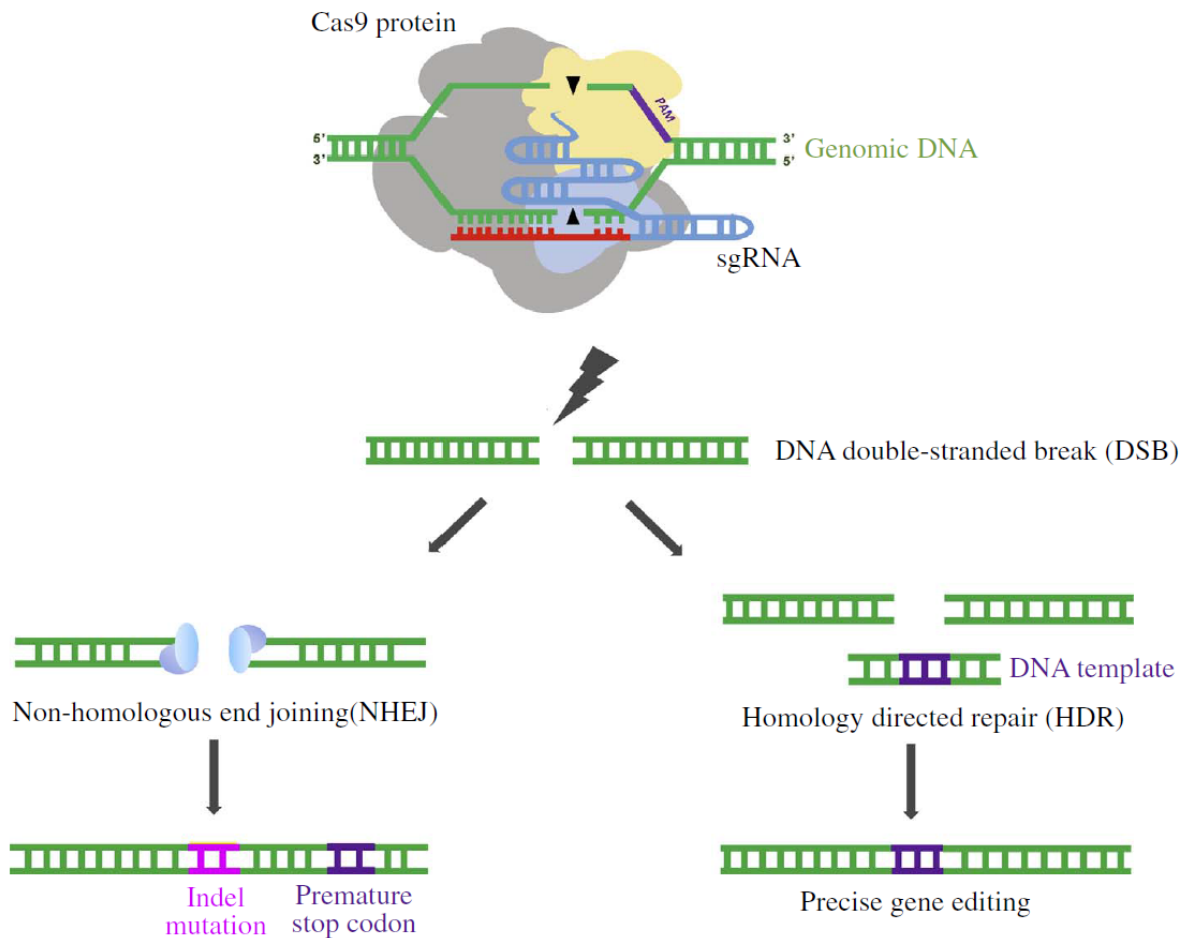 Cas9 protein
PAM
5’
3’
3’
5’
Genomic DNA
sgRNA
DNA double-stranded break (DSB)
Non-homologous end joining(NHEJ)
DNA template
Homology directed repair (HDR)
Indel
mutation
Premature
stop codon
Precise gene editing